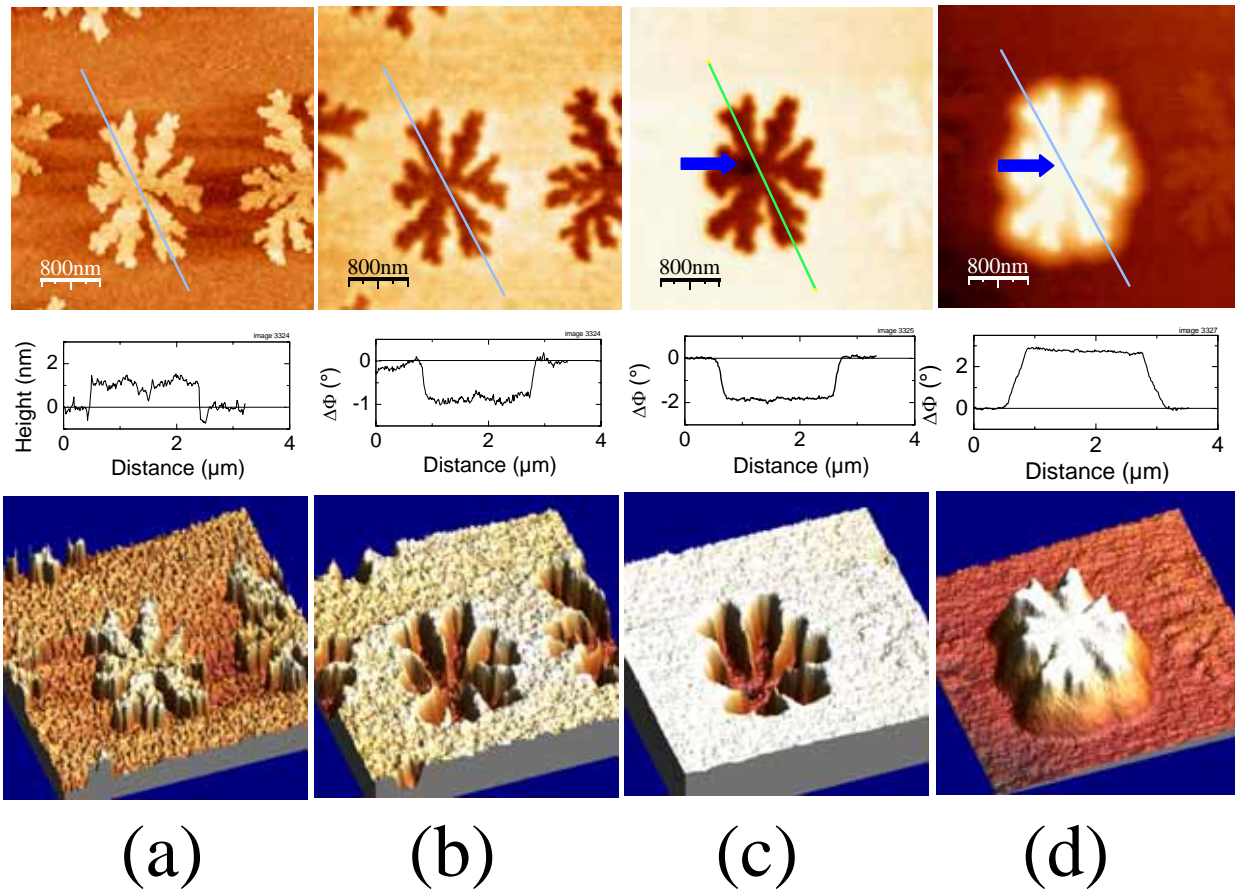 800nm 800nm 800nm 800nm
image 3324 image 3324 image 3325 image 3327
Height (nm) 2 0 0 2 4 Distance (µm)
ΔΦ (°) 0 -1 0 2 4 Distance (µm)
ΔΦ (°) 0 -2 0 2 4 Distance (µm)
ΔΦ (°) 2 0 0 2 4 Distance (µm)
(a) (b) (c) (d)